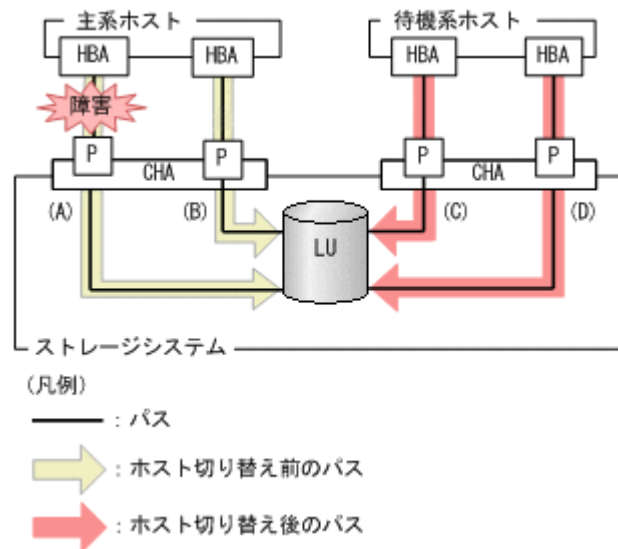 主系ホスト
待機系ホスト
HBA
HBA
HBA
HBA
障害
P
P
P
P
CHA
CHA
(A)
(B)
(C)
(D)
LU
ストレージシステム
(凡例)
：パス
：ホスト切り替え前のパス
：ホスト切り替え後のパス